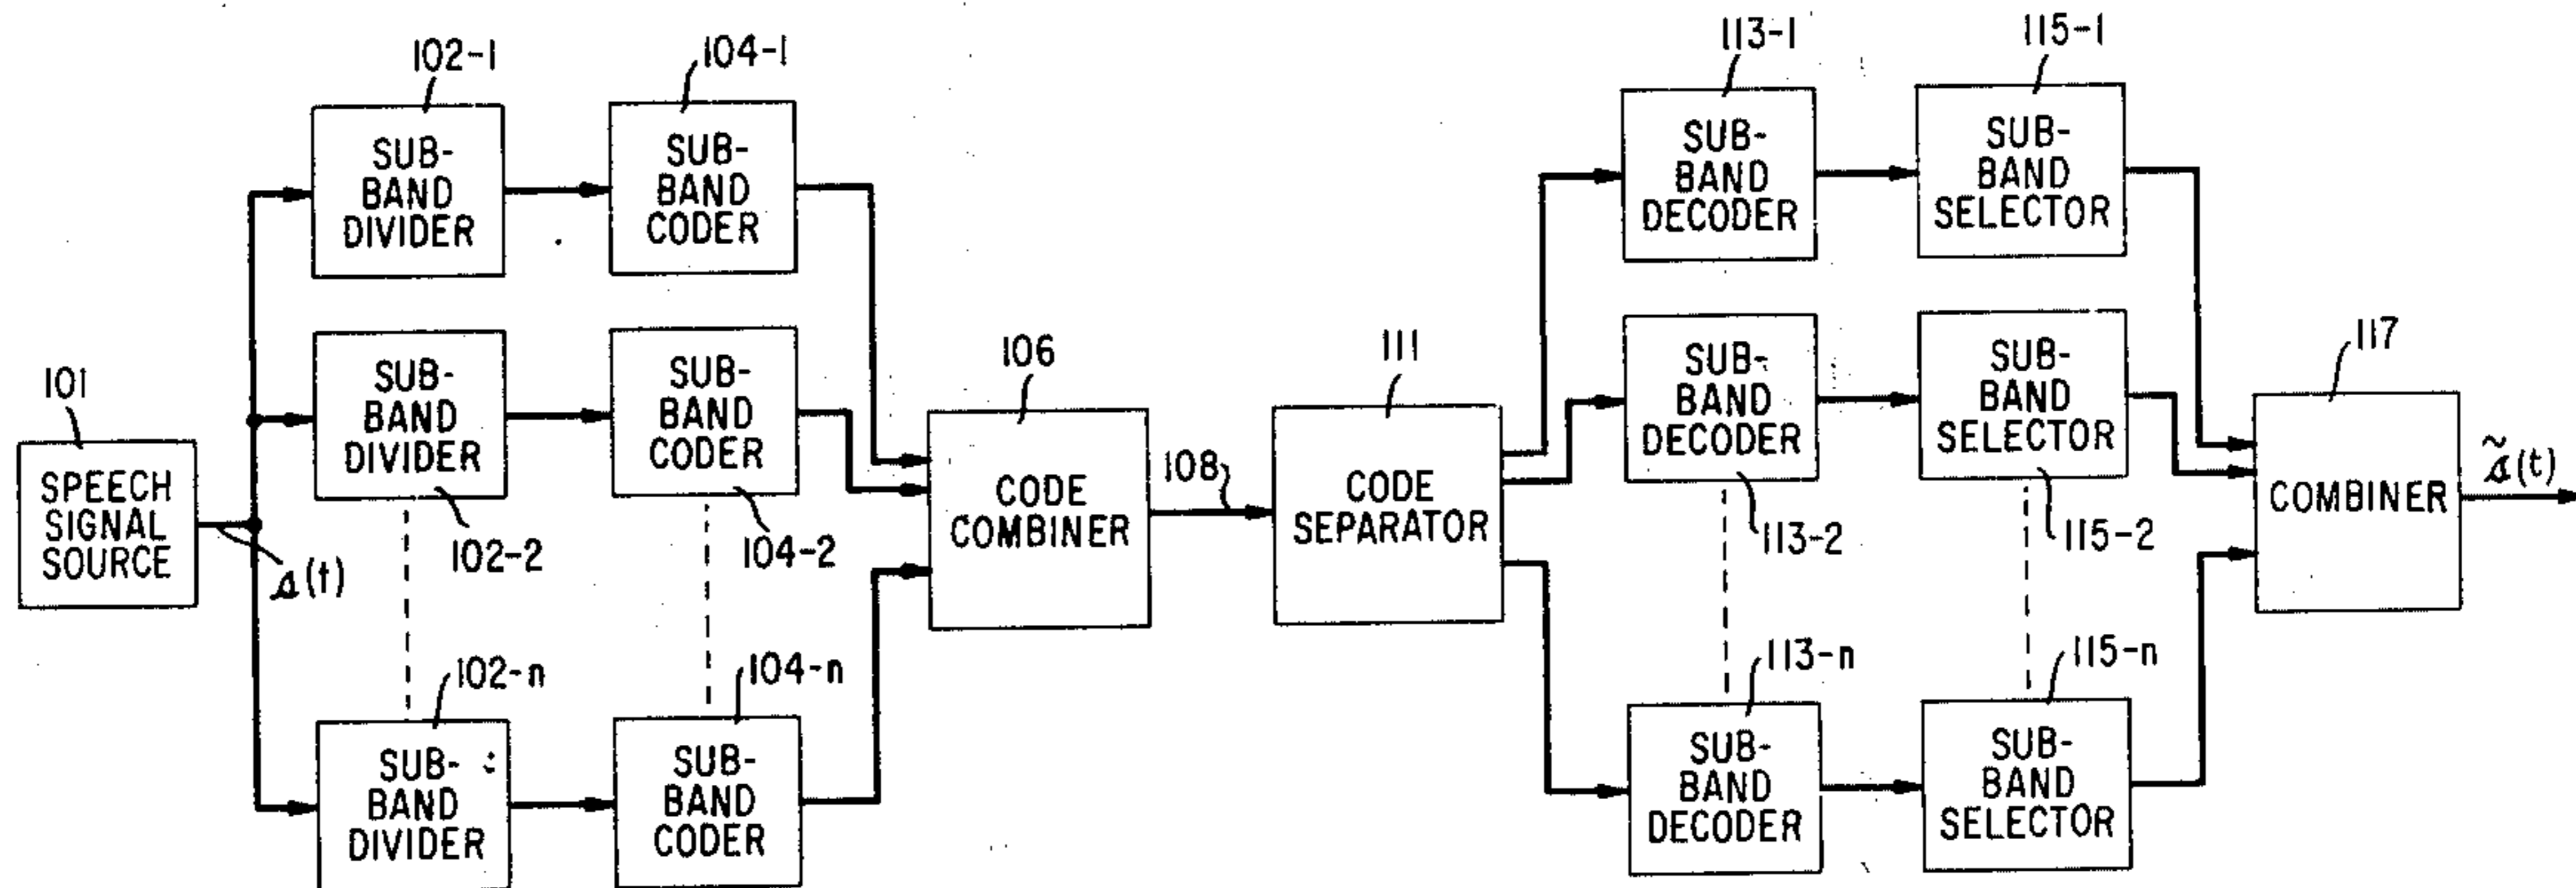 102-1
104-1
113-1
115-1
SUB-
BAND
DIVIDER
SUB-
BAND
CODER
SUB-
BAND
DECODER
SUB-
BAND
SELECTOR
101
SPEECH
SIGNAL
SOURCE
s(t)
SUB-
BAND
DIVIDER
102-2
SUB-
BAND
CODER
104-2
106
CODE
COMBINER
108
111
CODE
SEPARATOR
SUB-
BAND
DECODER
113-2
SUB-
BAND
SELECTOR
115-2
117
COMBINER
s̃(t)
102-n
SUB-
BAND
DIVIDER
104-n
SUB-
BAND
CODER
113-n
SUB-
BAND
DECODER
115-n
SUB-
BAND
SELECTOR